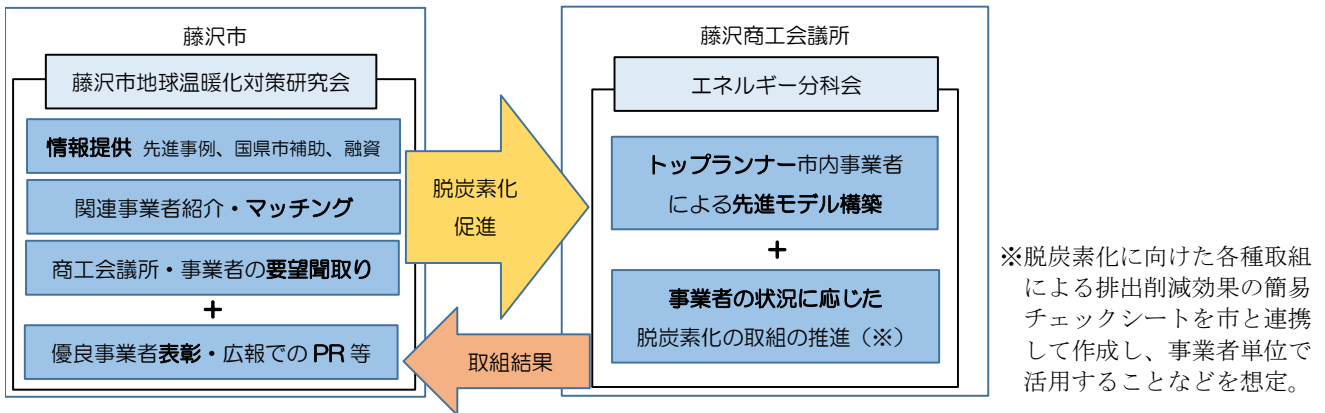 藤沢市
藤沢市地球温暖化対策研究会
情報提供 先進事例、国県市補助、融資
関連事業者紹介・マッチング
商工会議所・事業者の要望聞取り
+
優良事業者表彰・広報での PR 等
脱炭素化
促進
取組結果
藤沢商工会議所
エネルギー分科会
トップランナー市内事業者
による先進モデル構築
+
事業者の状況に応じた
脱炭素化の取組の推進（※）
※脱炭素化に向けた各種取組
による排出削減効果の簡易
チェックシートを市と連携
して作成し、事業者単位で
活用することなどを想定。